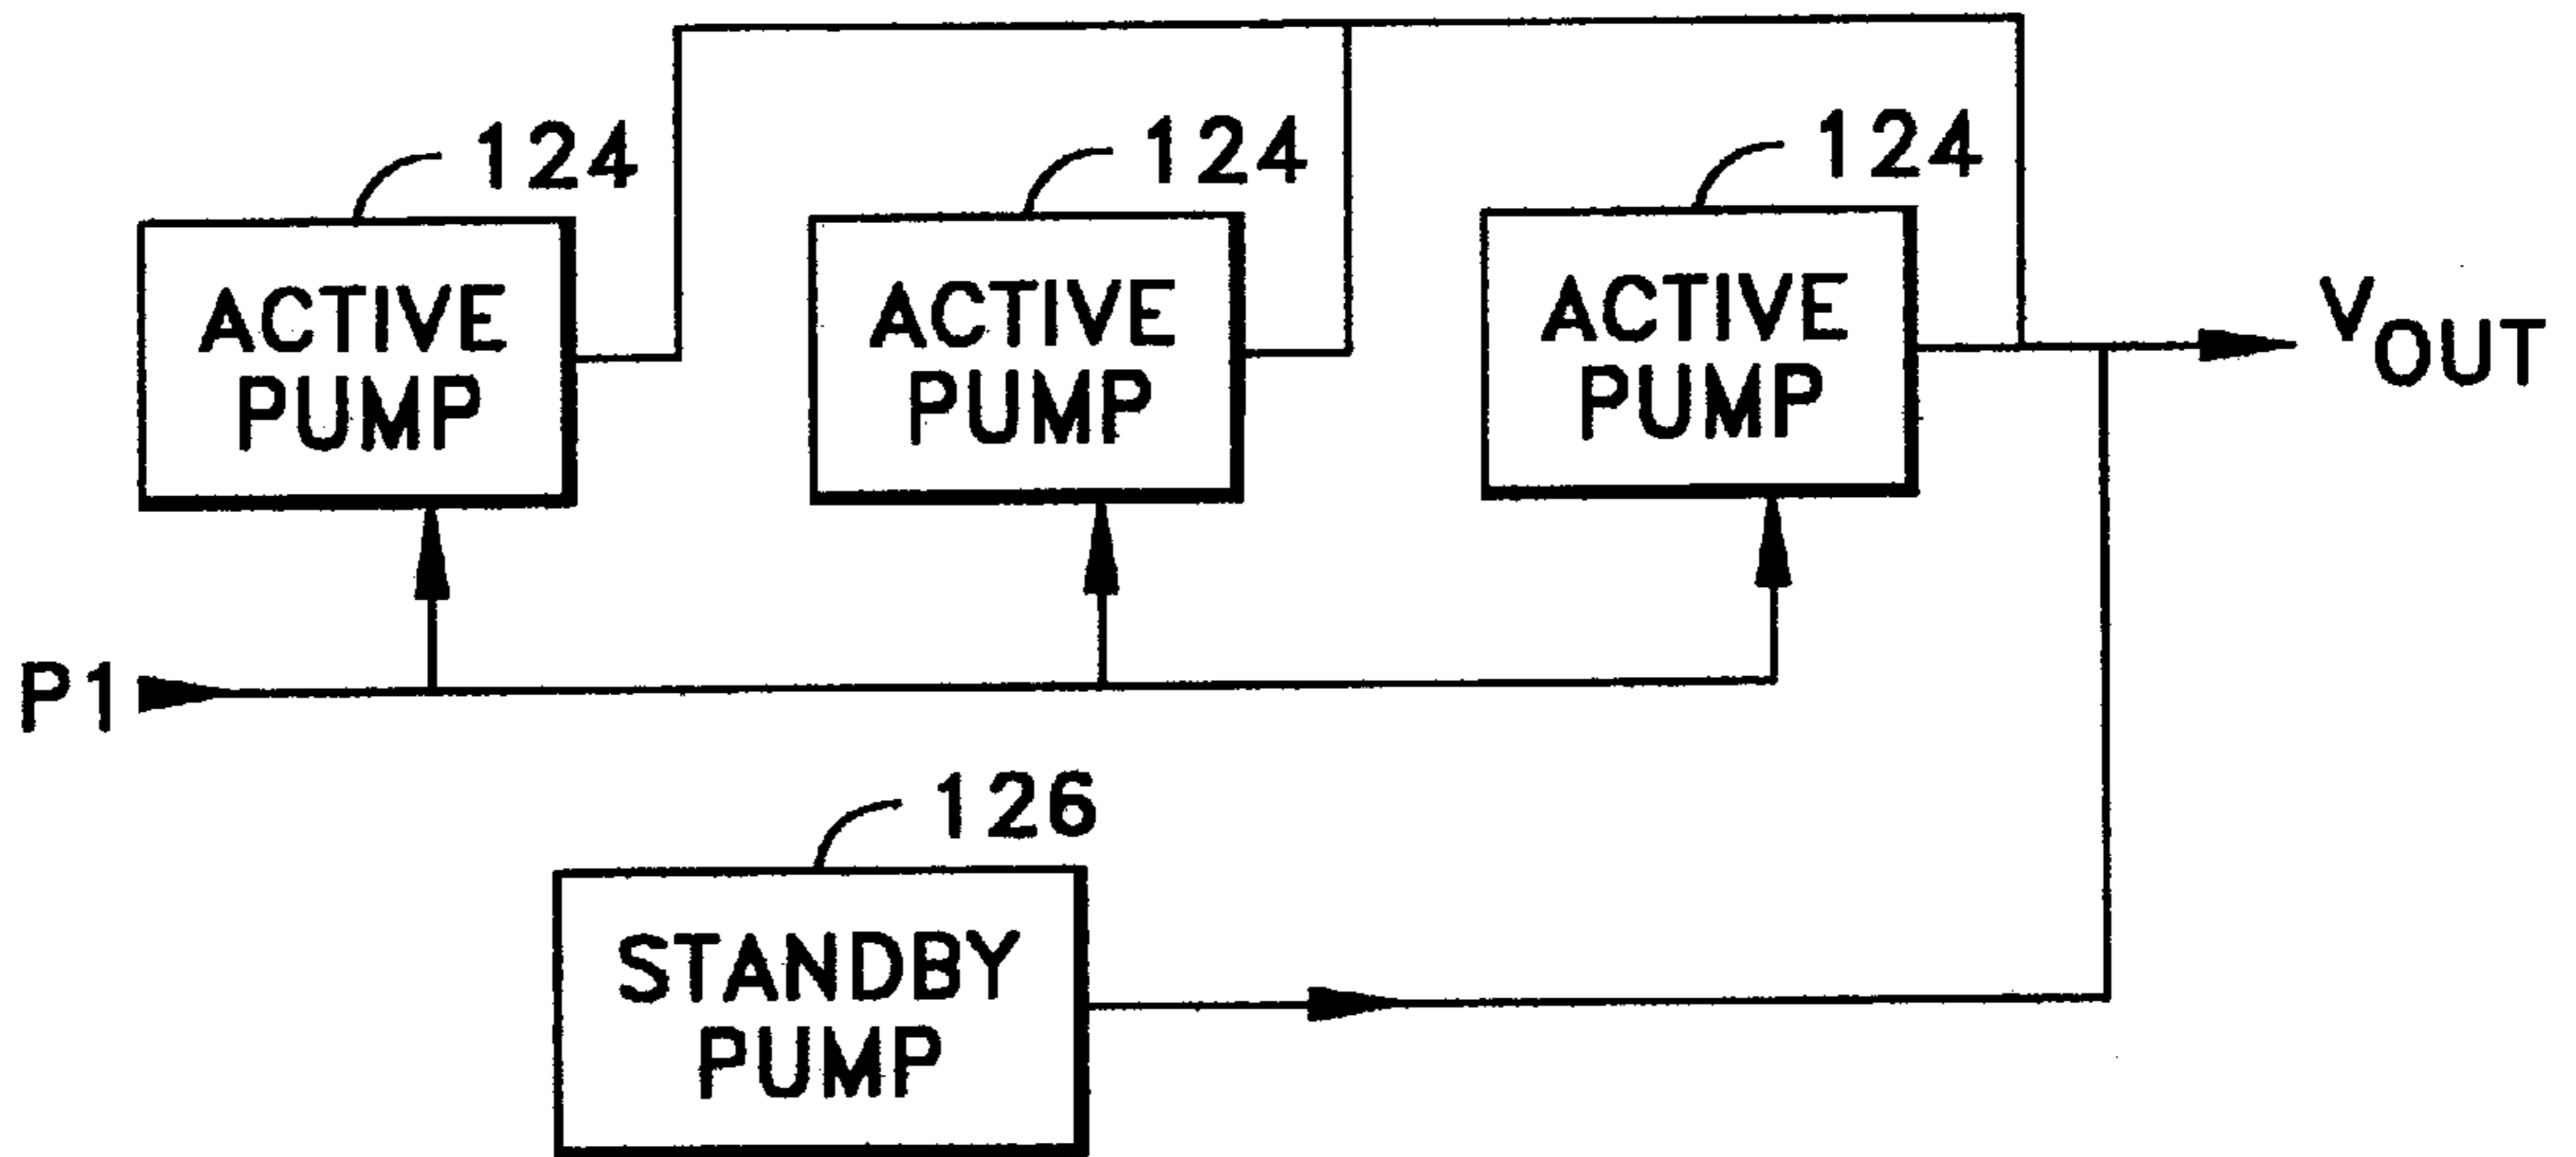 124
124
124
ACTIVE
PUMP
ACTIVE
PUMP
ACTIVE
PUMP
VOUT
P1
126
STANDBY
PUMP